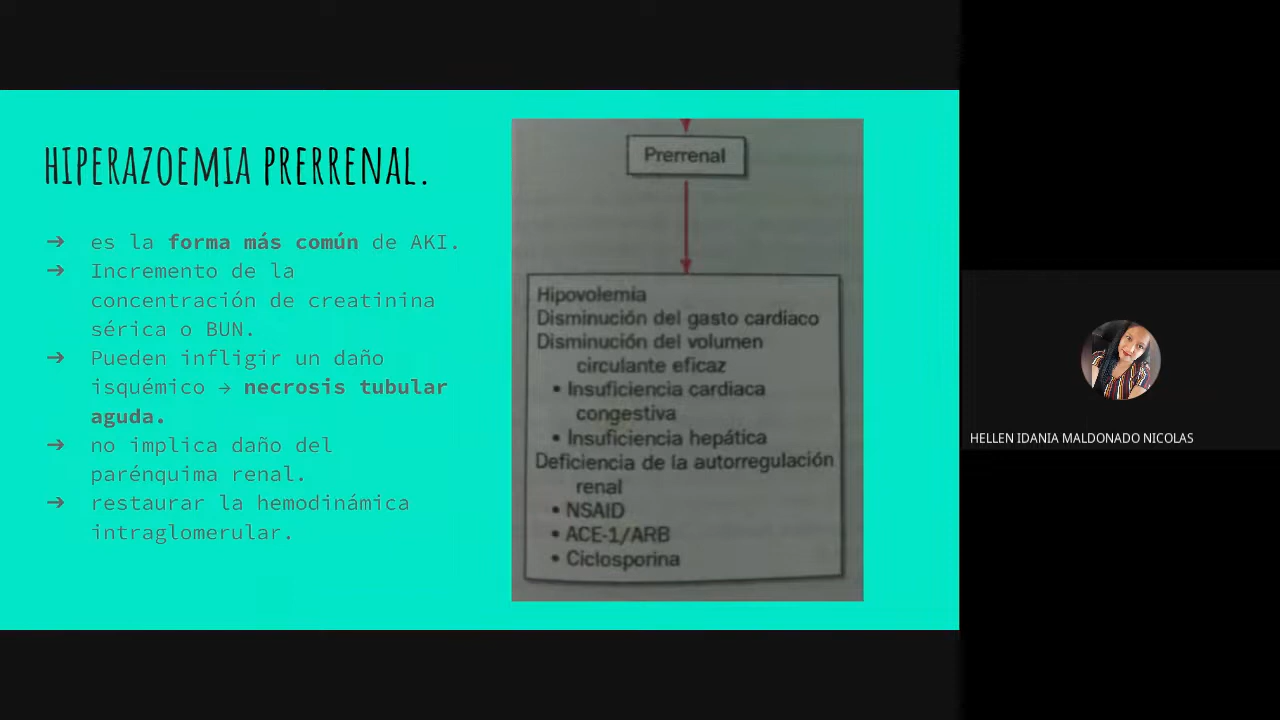 HIPERAZOEMIA PRERRENAL.
➔ es la forma más común de AKI.
➔ Incremento de la
concentración de creatinina
sérica o BUN.
➔ Pueden infligir un daño
isquémico → necrosis tubular
aguda.
➔ no implica daño del
parénquima renal.
➔ restaurar la hemodinámica
intraglomerular.
Prerrenal
Hipovolemia
Disminución del gasto cardiaco
Disminución del volumen
circulante eficaz
• Insuficiencia cardiaca
congestiva
• Insuficiencia hepática
Deficiencia de la autorregulación
renal
• NSAID
• ACE-1/ARB
• Ciclosporina
HELLEN IDANIA MALDONADO NICOLAS